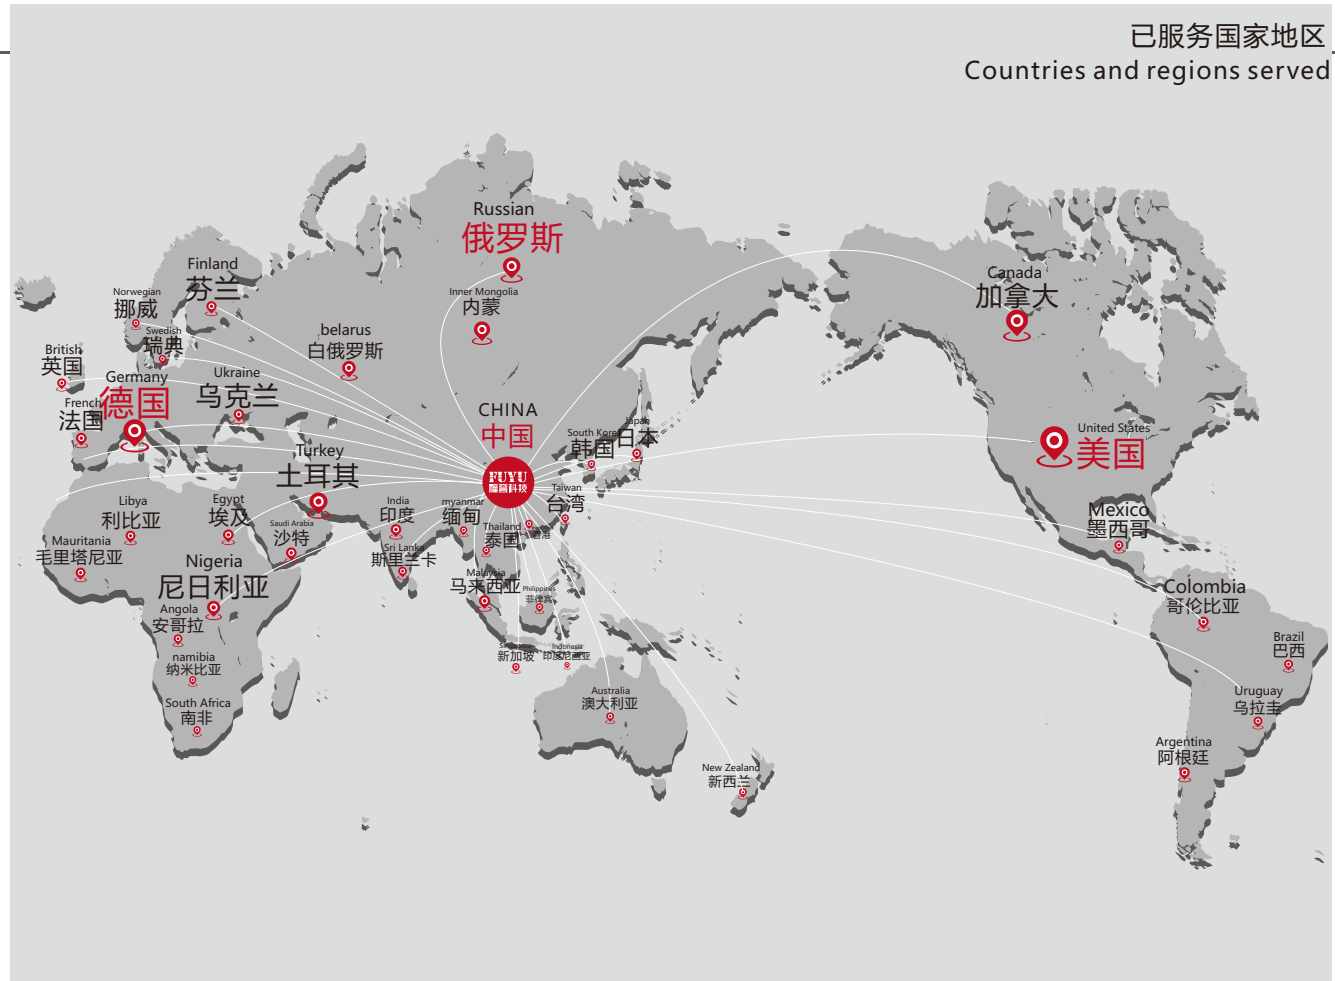 已服务国家地区
Countries and regions served
Russian
俄罗斯
Finland
芬兰
Canada
加拿大
Norwegian
挪威
Inner Mongolia
内蒙
Swedish
瑞典
belarus
白俄罗斯
British
英国
Germany
德国
Ukraine
乌克兰
French
法国
CHINA
中国
FUYU
South Kore
韩国
Japan
日本
United States
美国
Turkey
土耳其
Libya
利比亚
Egypt
埃及
Saudi Arabia
沙特
India
印度
myanmar
缅甸
Taiwan
台湾
Thailand
泰国
香港
Mexico
墨西哥
Mauritania
毛里塔尼亚
Sri Lanka
斯里兰卡
Nigeria
尼日利亚
Malaysia
马来西亚
Philippines
菲律宾
Colombia
哥伦比亚
Angola
安哥拉
Brazil
巴西
namibia
纳米比亚
Singapore
新加坡
Indonesia
印度尼西亚
Australia
澳大利亚
Uruguay
乌拉圭
South Africa
南非
Argentina
阿根廷
New Zealand
新西兰